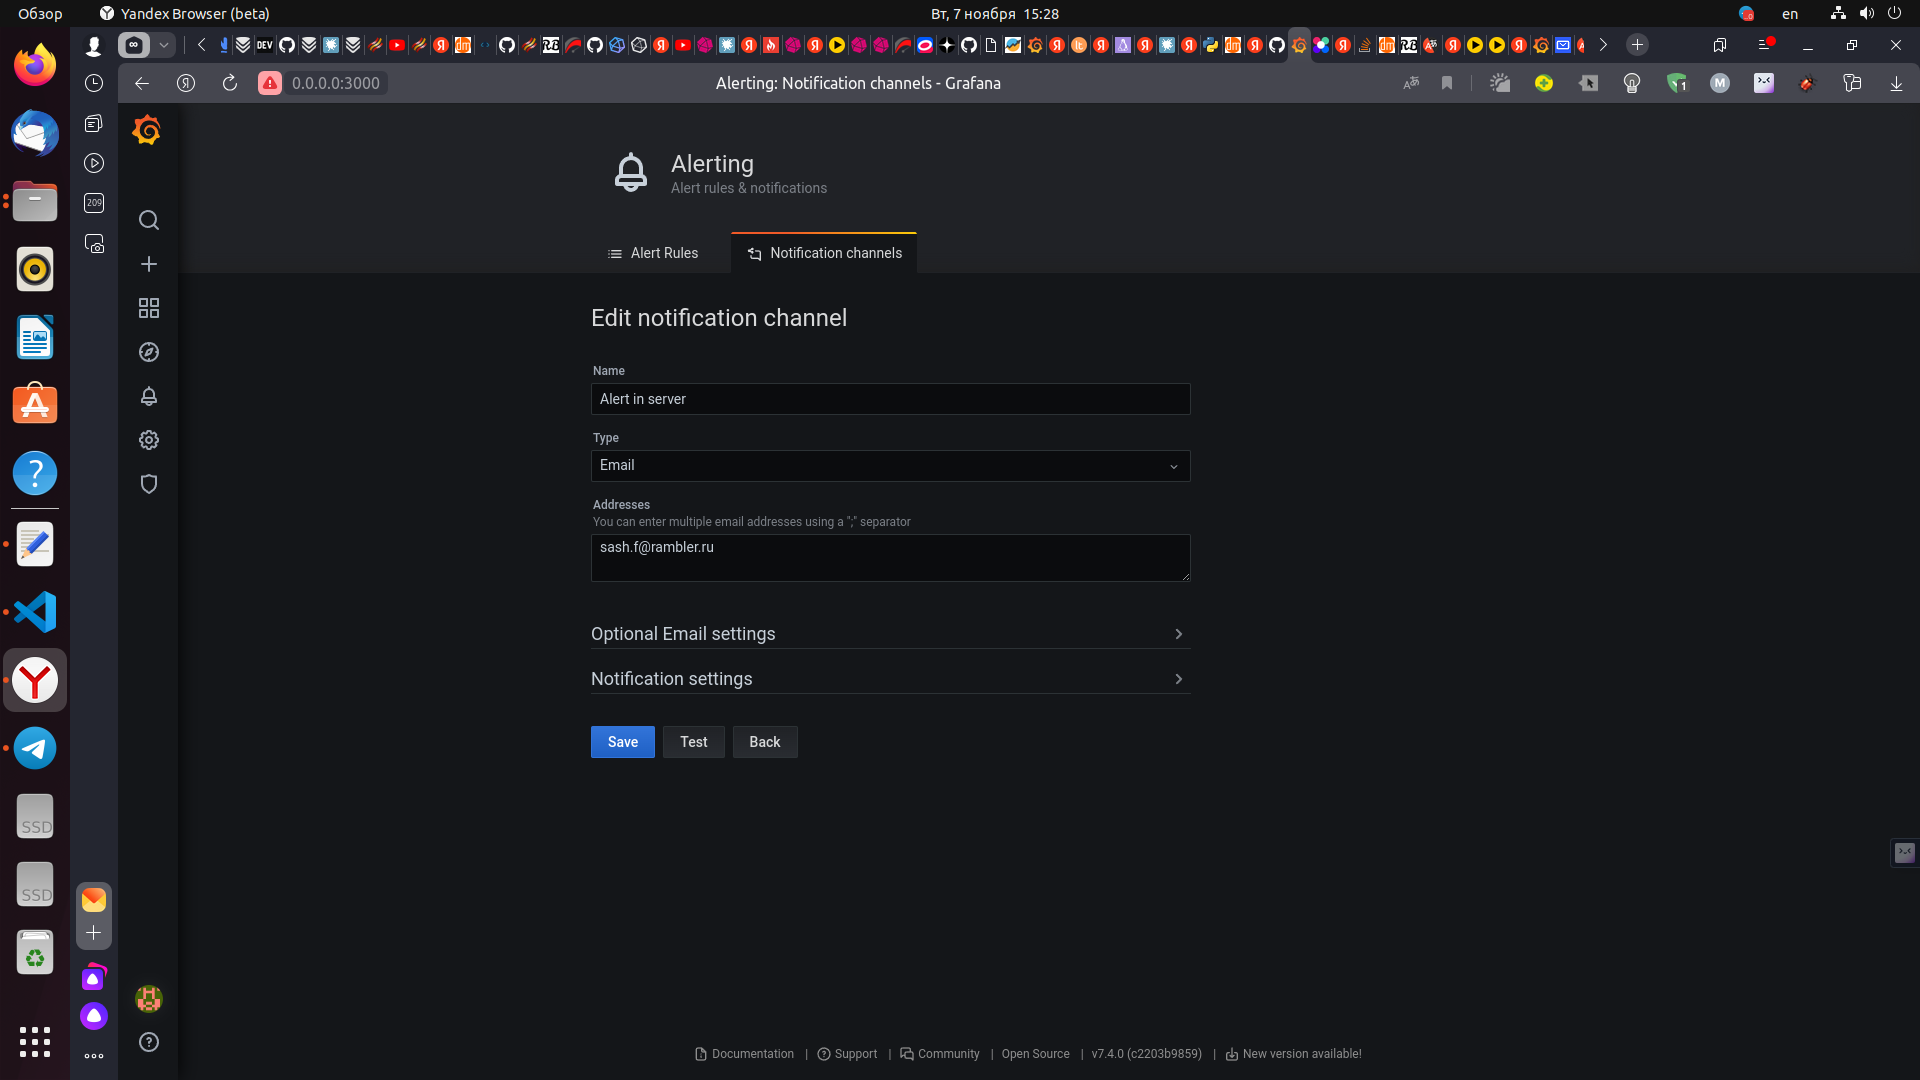 Обзор
Yandex Browser (beta)
Вт, 7 ноября 15:28
en
DEV
0.0.0.0:3000
Alerting: Notification channels - Grafana
1
M
209
Alerting
Alert rules & notifications
Alert Rules
Notification channels
Edit notification channel
Name
Alert in server
Type
Email
Addresses
You can enter multiple email addresses using a ";" separator
sash.f@rambler.ru
Optional Email settings
Notification settings
Save
Test
Back
SSD
SSD
Documentation | Support | Community | Open Source | v7.4.0 (c2203b9859) | New version available!